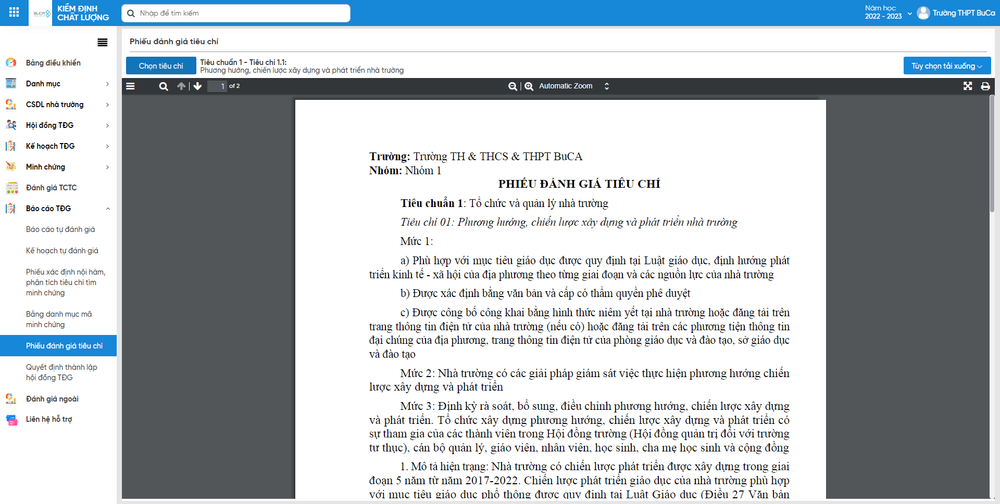 BUCA
KIỂM ĐỊNH
CHẤT LƯỢNG
Nhập để tìm kiếm
Năm học
2022 - 2023
Trường THPT BuCa
Bảng điều khiển
Danh mục
CSDL nhà trường
Hội đồng TĐG
Kế hoạch TĐG
Minh chứng
Đánh giá TCTC
Báo cáo TĐG
Báo cáo tự đánh giá
Kế hoạch tự đánh giá
Phiếu xác định nội hàm,
phân tích tiêu chí tìm
minh chứng
Bảng danh mục mã
minh chứng
Phiếu đánh giá tiêu chí
Quyết định thành lập
hội đồng TĐG
Đánh giá ngoài
Liên hệ hỗ trợ
Phiếu đánh giá tiêu chí
Chọn tiêu chí
Tiêu chuẩn 1 - Tiêu chí 1.1:
Phương hướng, chiến lược xây dựng và phát triển nhà trường
Tùy chọn tải xuống
1 of 2
Automatic Zoom
Trường: Trường TH & THCS & THPT BuCA
Nhóm: Nhóm 1
PHIẾU ĐÁNH GIÁ TIÊU CHÍ
Tiêu chuẩn 1: Tổ chức và quản lý nhà trường
Tiêu chí 01: Phương hướng, chiến lược xây dựng và phát triển nhà trường
Mức 1:
a) Phù hợp với mục tiêu giáo dục được quy định tại Luật giáo dục, định hướng phát
triển kinh tế - xã hội của địa phương theo từng giai đoạn và các nguồn lực của nhà trường
b) Được xác định bằng văn bản và cấp có thẩm quyền phê duyệt
c) Được công bố công khai bằng hình thức niêm yết tại nhà trường hoặc đăng tải trên
trang thông tin điện tử của nhà trường (nếu có) hoặc đăng tải trên các phương tiện thông tin
đại chúng của địa phương, trang thông tin điện tử của phòng giáo dục và đào tạo, sở giáo dục
và đào tạo
Mức 2: Nhà trường có các giải pháp giám sát việc thực hiện phương hướng chiến
lược xây dựng và phát triển
Mức 3: Định kỳ rà soát, bổ sung, điều chỉnh phương hướng, chiến lược xây dựng
và phát triển. Tổ chức xây dựng phương hướng, chiến lược xây dựng và phát triển có
sự tham gia của các thành viên trong Hội đồng trường (Hội đồng quản trị đối với trường
tư thục), cán bộ quản lý, giáo viên, nhân viên, học sinh, cha mẹ học sinh và cộng đồng
1. Mô tả hiện trạng: Nhà trường có chiến lược phát triển được xây dựng trong giai
đoạn 5 năm từ năm 2017-2022. Chiến lược phát triển giáo dục của nhà trường phù hợp
với mục tiêu giáo dục phổ thông được quy định tại Luật Giáo dục (Điều 27 Văn bản